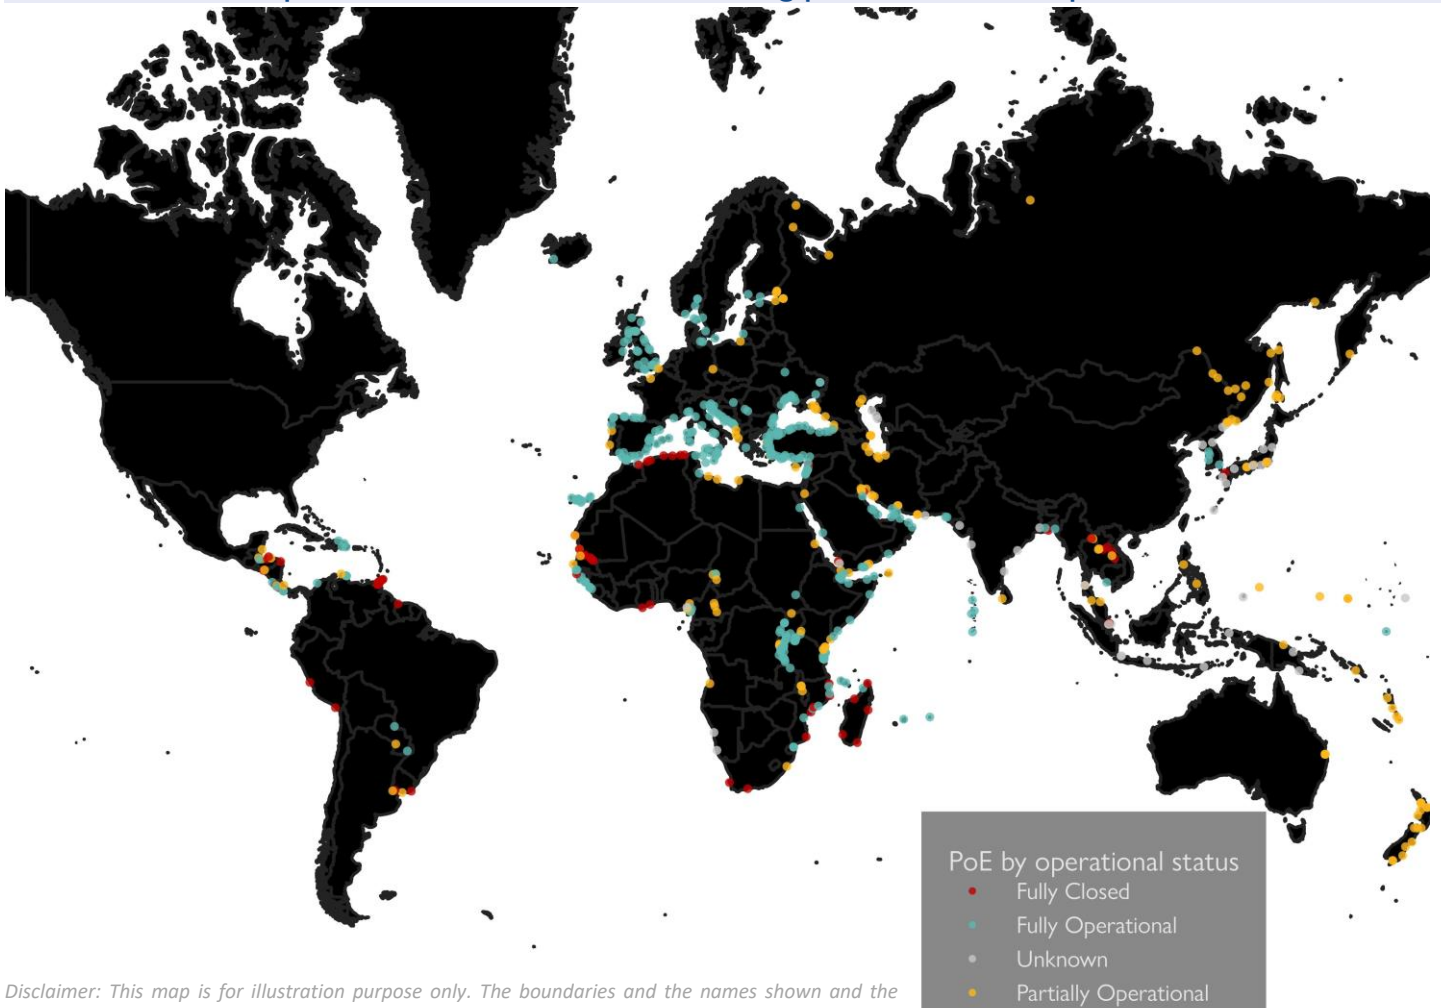 PoE by operational status
Fully Closed
Fully Operational
Unknown
Partially Operational
Disclaimer: This map is for illustration purpose only. The boundaries and the names shown and the